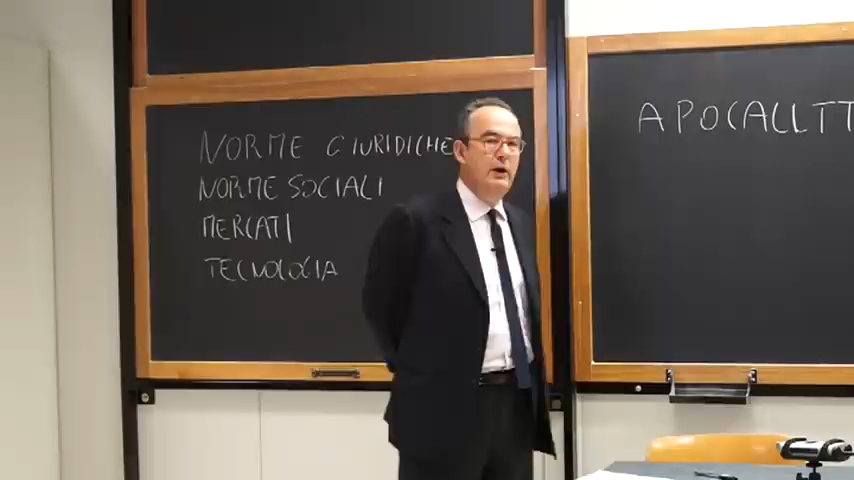 NORME GIURIDICHE
NORME SOCIALI
MERCATI
TECNOLOGIA
APOCALITT